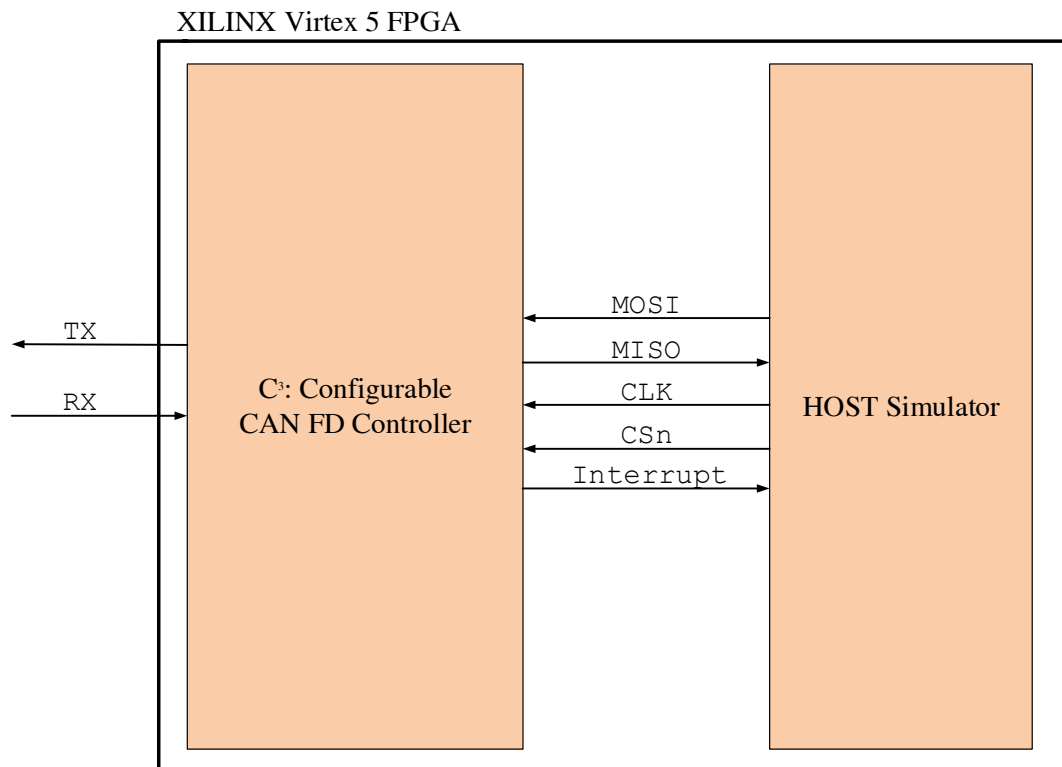 XILINX Virtex 5 FPGA
MOSI
TX
MISO
C³: Configurable
CAN FD Controller
CLK
HOST Simulator
RX
CSn
Interrupt